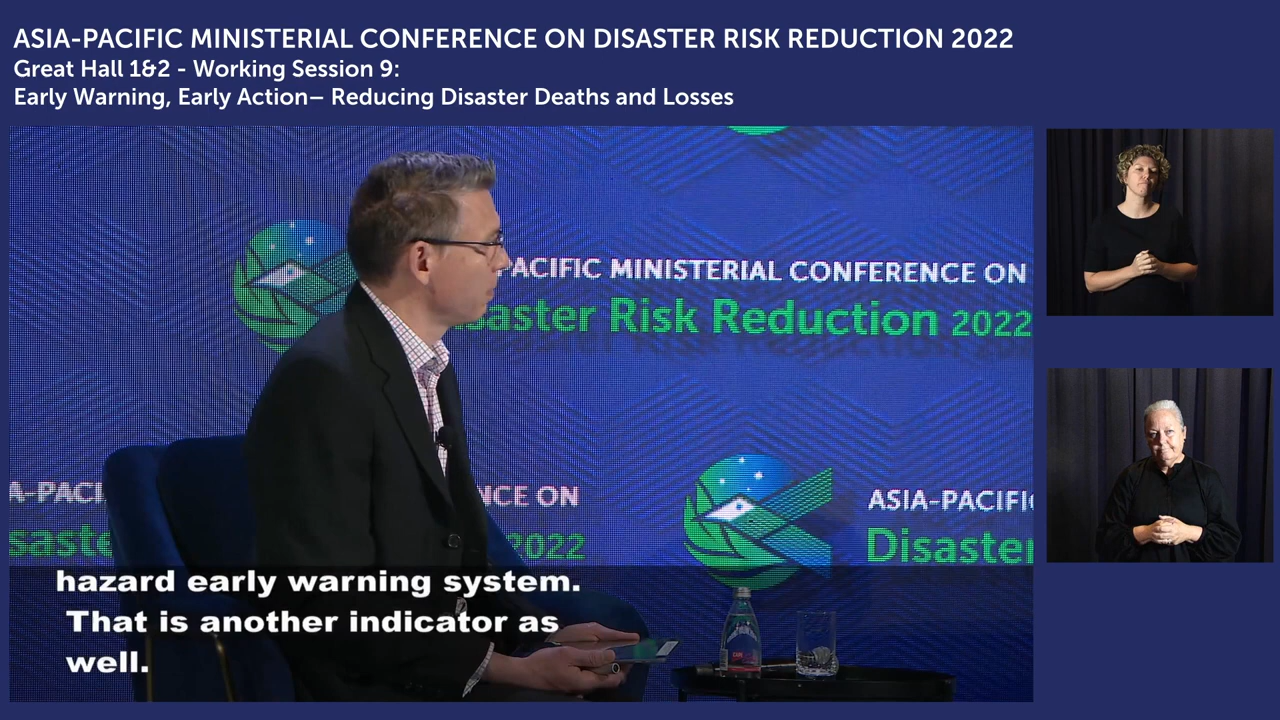 ASIA-PACIFIC MINISTERIAL CONFERENCE ON DISASTER RISK REDUCTION 2022
Great Hall 1&2 - Working Session 9:
Early Warning, Early Action– Reducing Disaster Deaths and Losses
PACIFIC MINISTERIAL CONFERENCE ON
saster Risk Reduction 2022
A-PACI
NCE ON
ASIA-PACIFIC
saste
2022
Disaster
hazard early warning system.
That is another indicator as
well.